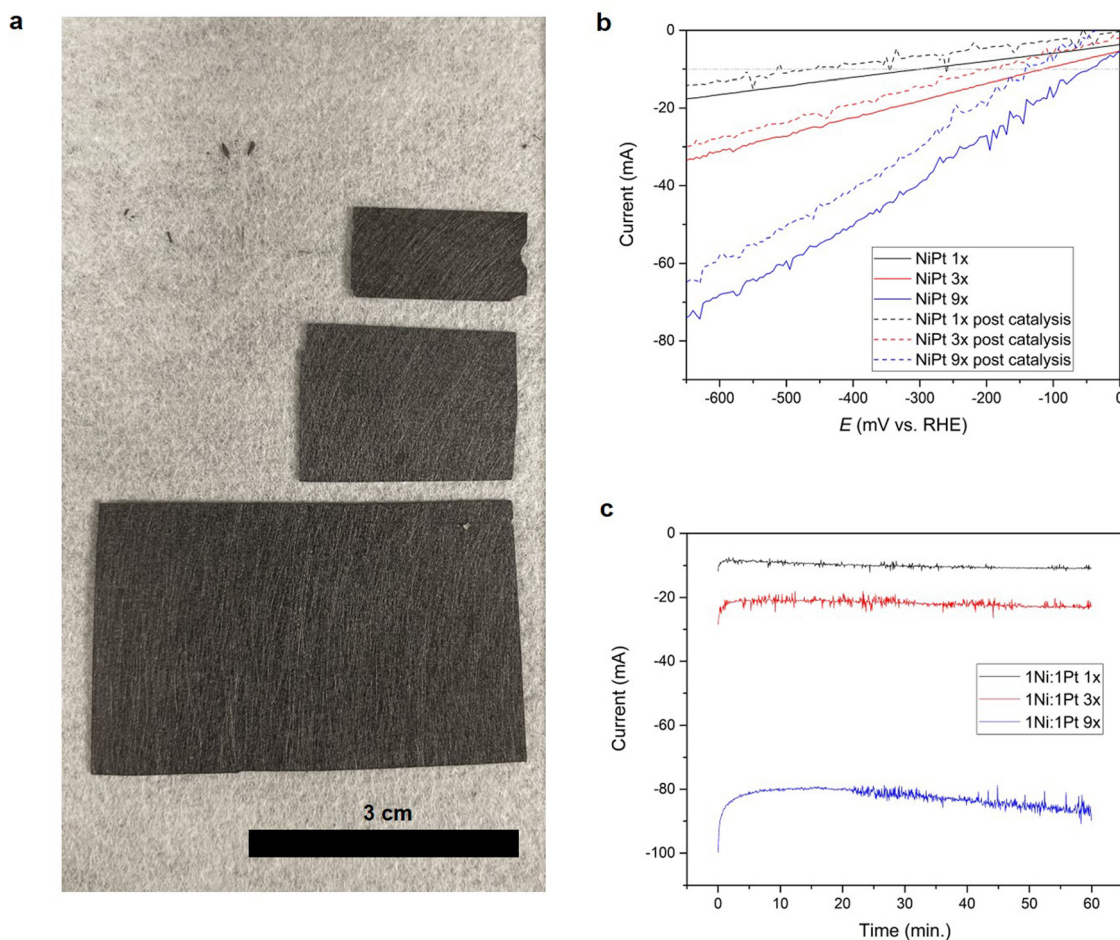 a
3 cm
b
0
-20
-40
-60
-80
Current (mA)
NiPt 1x
NiPt 3x
NiPt 9x
NiPt 1x post catalysis
NiPt 3x post catalysis
NiPt 9x post catalysis
-600 -500 -400 -300 -200 -100 0
E (mV vs. RHE)
c
0
-20
-40
-60
-80
-100
Current (mA)
1Ni:1Pt 1x
1Ni:1Pt 3x
1Ni:1Pt 9x
0 10 20 30 40 50 60
Time (min.)